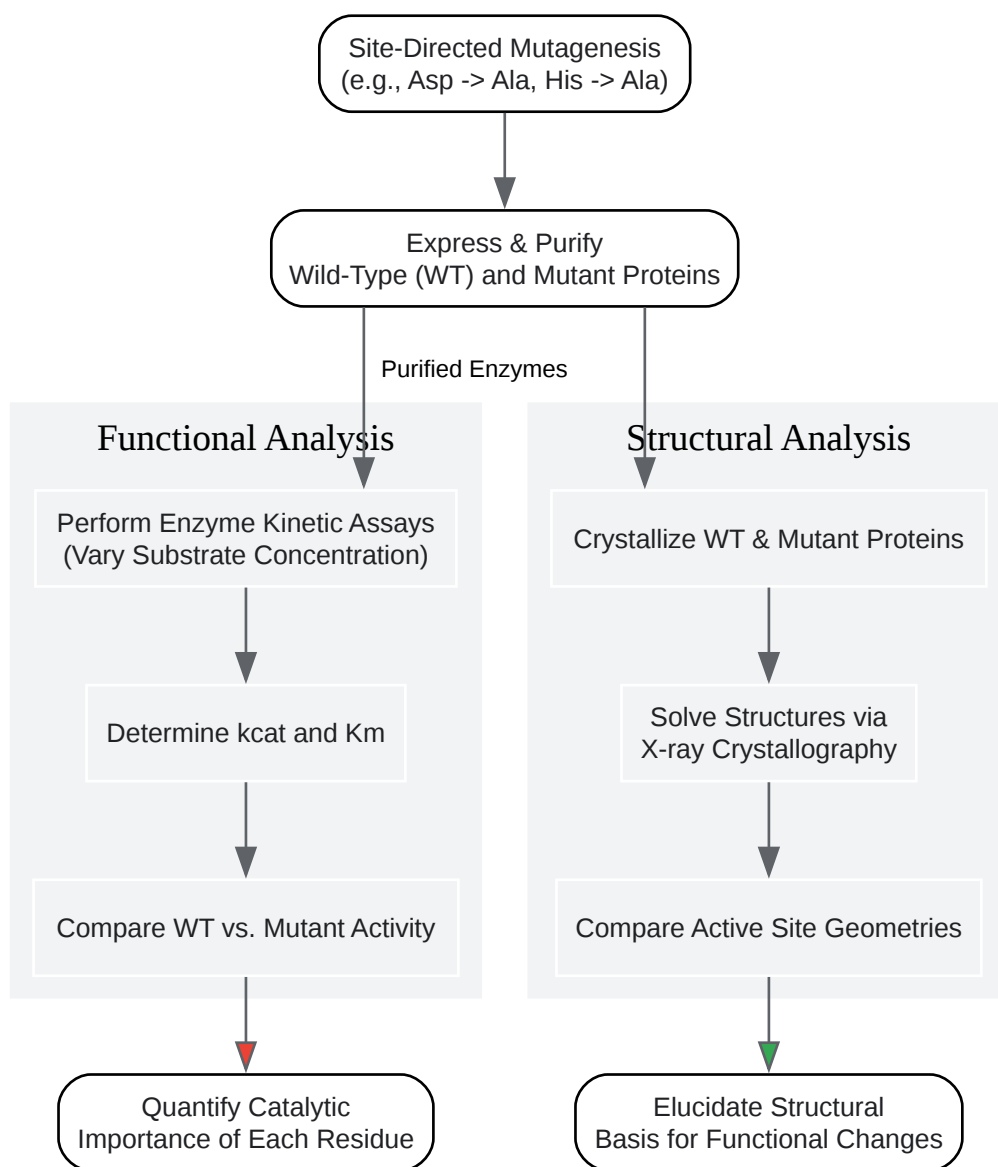 Site-Directed Mutagenesis
(e.g., Asp -> Ala, His -> Ala)
Express & Purify
Wild-Type (WT) and Mutant Proteins
Purified Enzymes
Functional Analysis
Perform Enzyme Kinetic Assays
(Vary Substrate Concentration)
Determine kcat and Km
Compare WT vs. Mutant Activity
Quantify Catalytic
Importance of Each Residue
Structural Analysis
Crystallize WT & Mutant Proteins
Solve Structures via
X-ray Crystallography
Compare Active Site Geometries
Elucidate Structural
Basis for Functional Changes